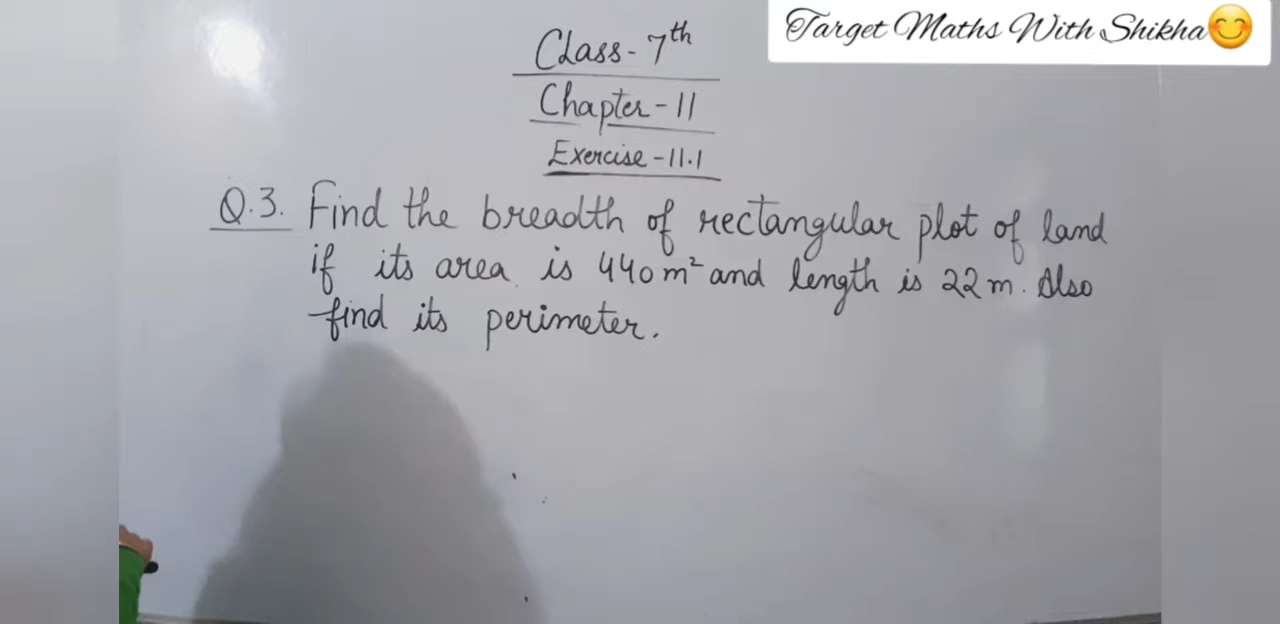 Target Maths With Shikha😊
Class-7th
Chapter-11
Exercise-11.1
Q.3. Find the breadth of rectangular plot of land
if its area is 440 m² and length is 22 m. Also
find its perimeter.